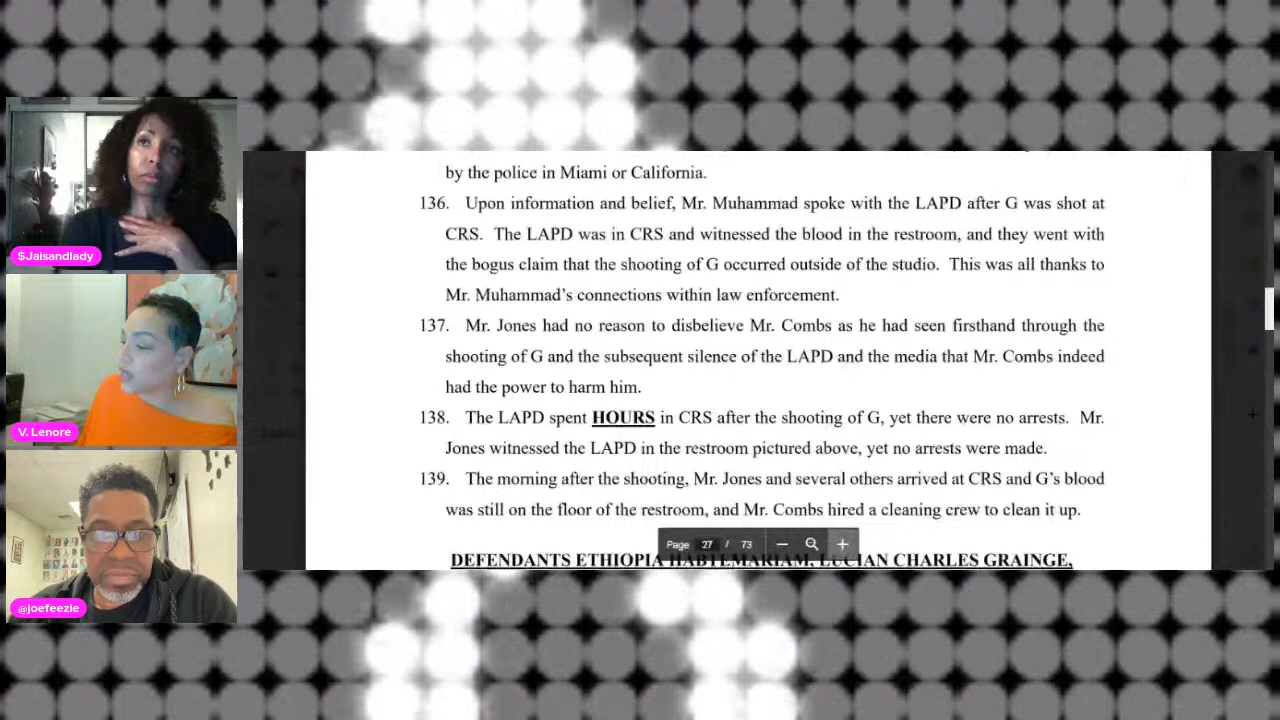 by the police in Miami or California.
136. Upon information and belief, Mr. Muhammad spoke with the LAPD after G was shot at
CRS. The LAPD was in CRS and witnessed the blood in the restroom, and they went with
the bogus claim that the shooting of G occurred outside of the studio. This was all thanks to
Mr. Muhammad's connections within law enforcement.
137. Mr. Jones had no reason to disbelieve Mr. Combs as he had seen firsthand through the
shooting of G and the subsequent silence of the LAPD and the media that Mr. Combs indeed
had the power to harm him.
138. The LAPD spent HOURS in CRS after the shooting of G, yet there were no arrests. Mr.
Jones witnessed the LAPD in the restroom pictured above, yet no arrests were made.
139. The morning after the shooting, Mr. Jones and several others arrived at CRS and G's blood
was still on the floor of the restroom, and Mr. Combs hired a cleaning crew to clean it up.
Page 27 / 73
DEFENDANTS ETHIOPIA HABTEMARIAM, LUCIAN CHARLES GRAINGE,
$Jaisandlady
V. Lenore
@joefeezie